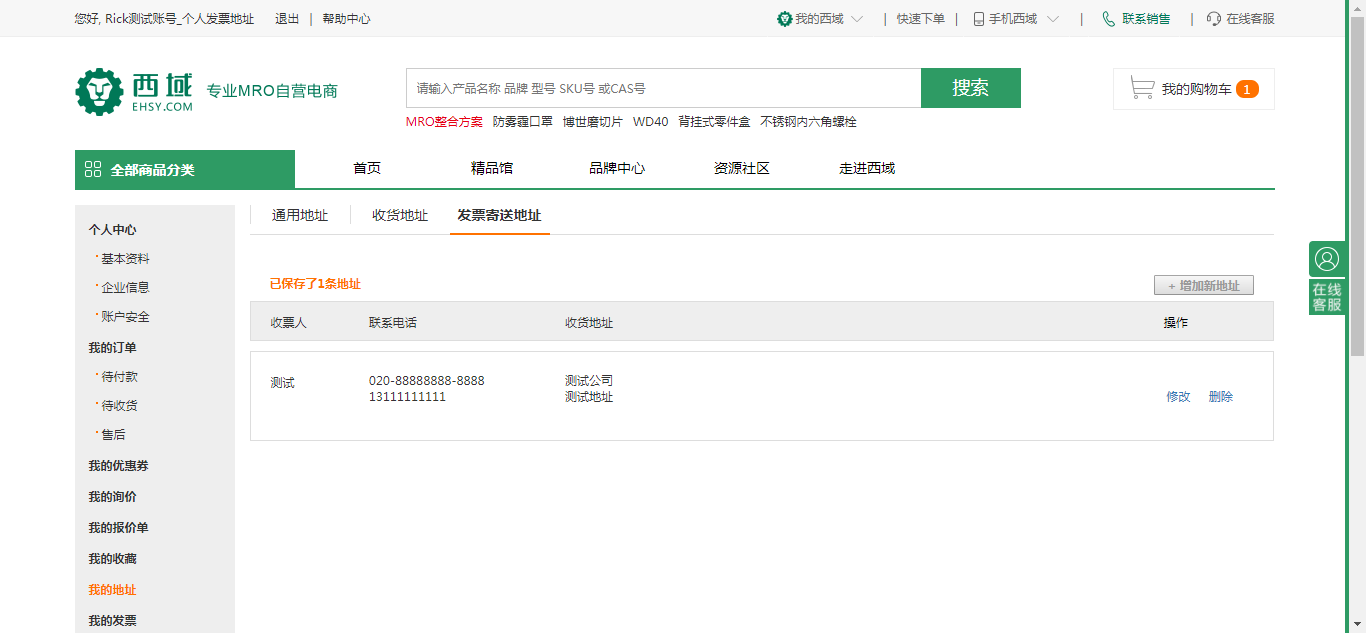 您好, Rick测试账号_个人发票地址 退出 | 帮助中心 我的西域 | 快速下单 | 手机西域 | 联系销售 | 在线客服
西域 EHSY.COM 专业MRO自营电商
请输入产品名称 品牌 型号 SKU号 或CAS号 搜索 我的购物车 1
MRO整合方案 防雾霾口罩 博世磨切片 WD40 背挂式零件盒 不锈钢内六角螺栓
全部商品分类 首页 精品馆 品牌中心 资源社区 走进西域
通用地址 收货地址 发票寄送地址
个人中心
基本资料
企业信息
账户安全
我的订单
待付款
待收货
售后
我的优惠券
我的询价
我的报价单
我的收藏
我的地址
我的发票
已保存了1条地址 + 增加新地址
收票人 联系电话 收货地址 操作
测试 020-88888888-8888 测试公司
13111111111 测试地址 修改 删除
在线
客服